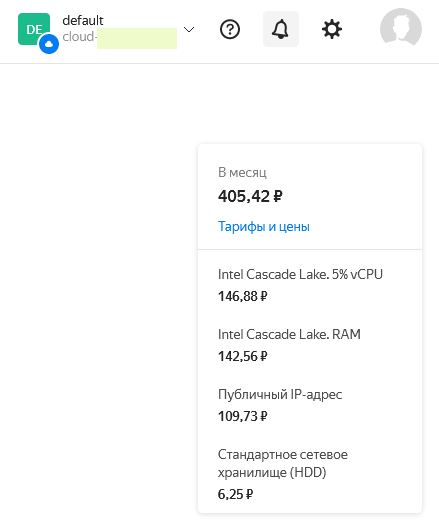 DE
default
cloud-
В месяц
405,42 ₽
Тарифы и цены
Intel Cascade Lake. 5% vCPU
146,88 ₽
Intel Cascade Lake. RAM
142,56 ₽
Публичный IP-адрес
109,73 ₽
Стандартное сетевое
хранилище (HDD)
6,25 ₽